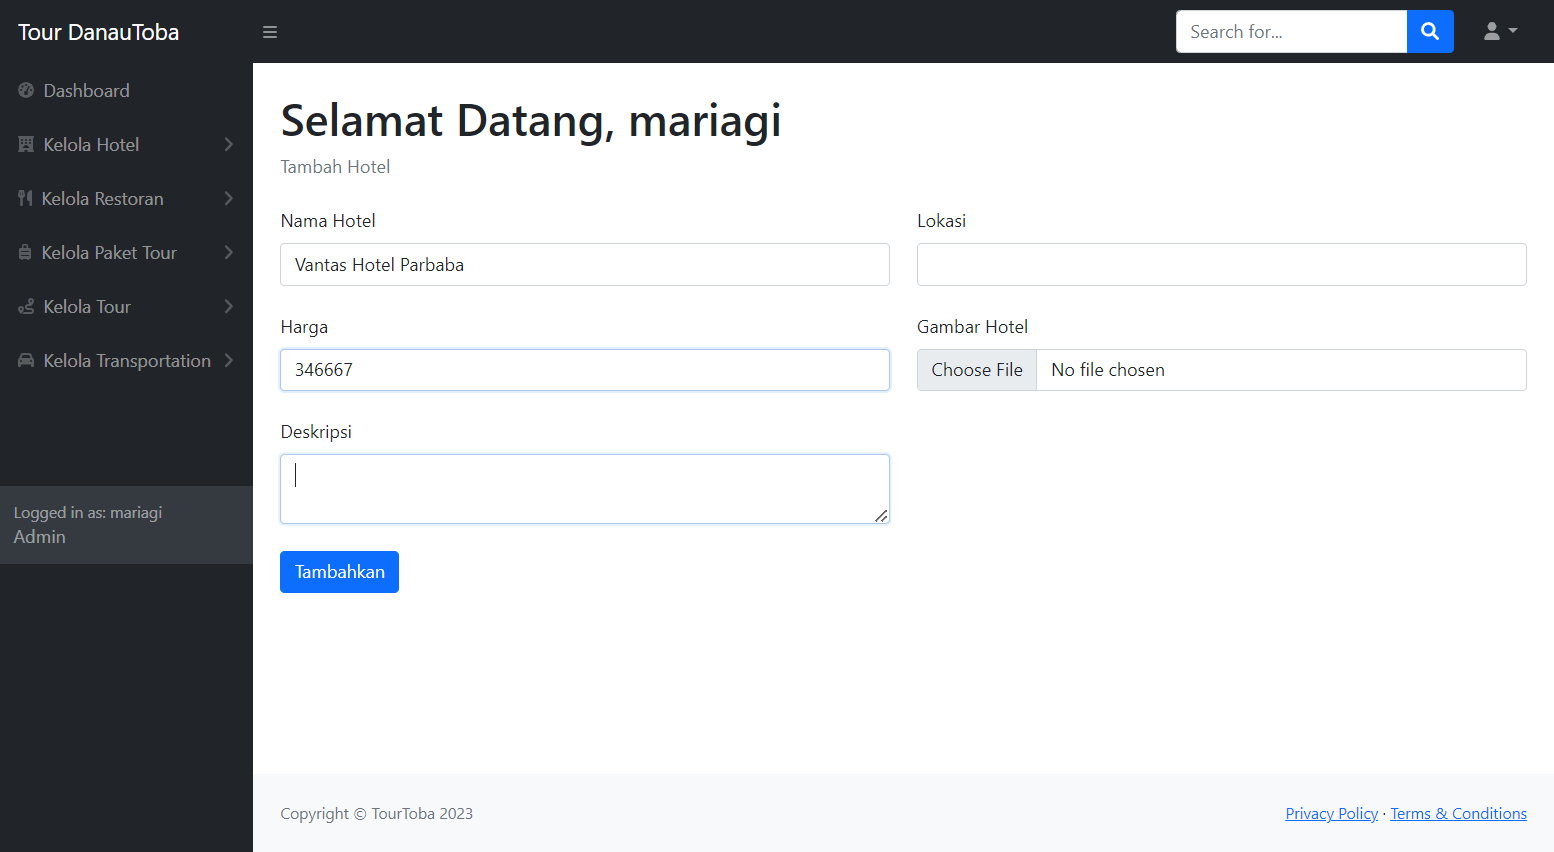 Tour DanauToba
Search for...
Dashboard
Kelola Hotel
Kelola Restoran
Kelola Paket Tour
Kelola Tour
Kelola Transportation
Logged in as: mariagi
Admin
Selamat Datang, mariagi
Tambah Hotel
Nama Hotel
Vantas Hotel Parbaba
Lokasi
Harga
346667
Gambar Hotel
Choose File No file chosen
Deskripsi
Tambahkan
Copyright © TourToba 2023
Privacy Policy · Terms & Conditions